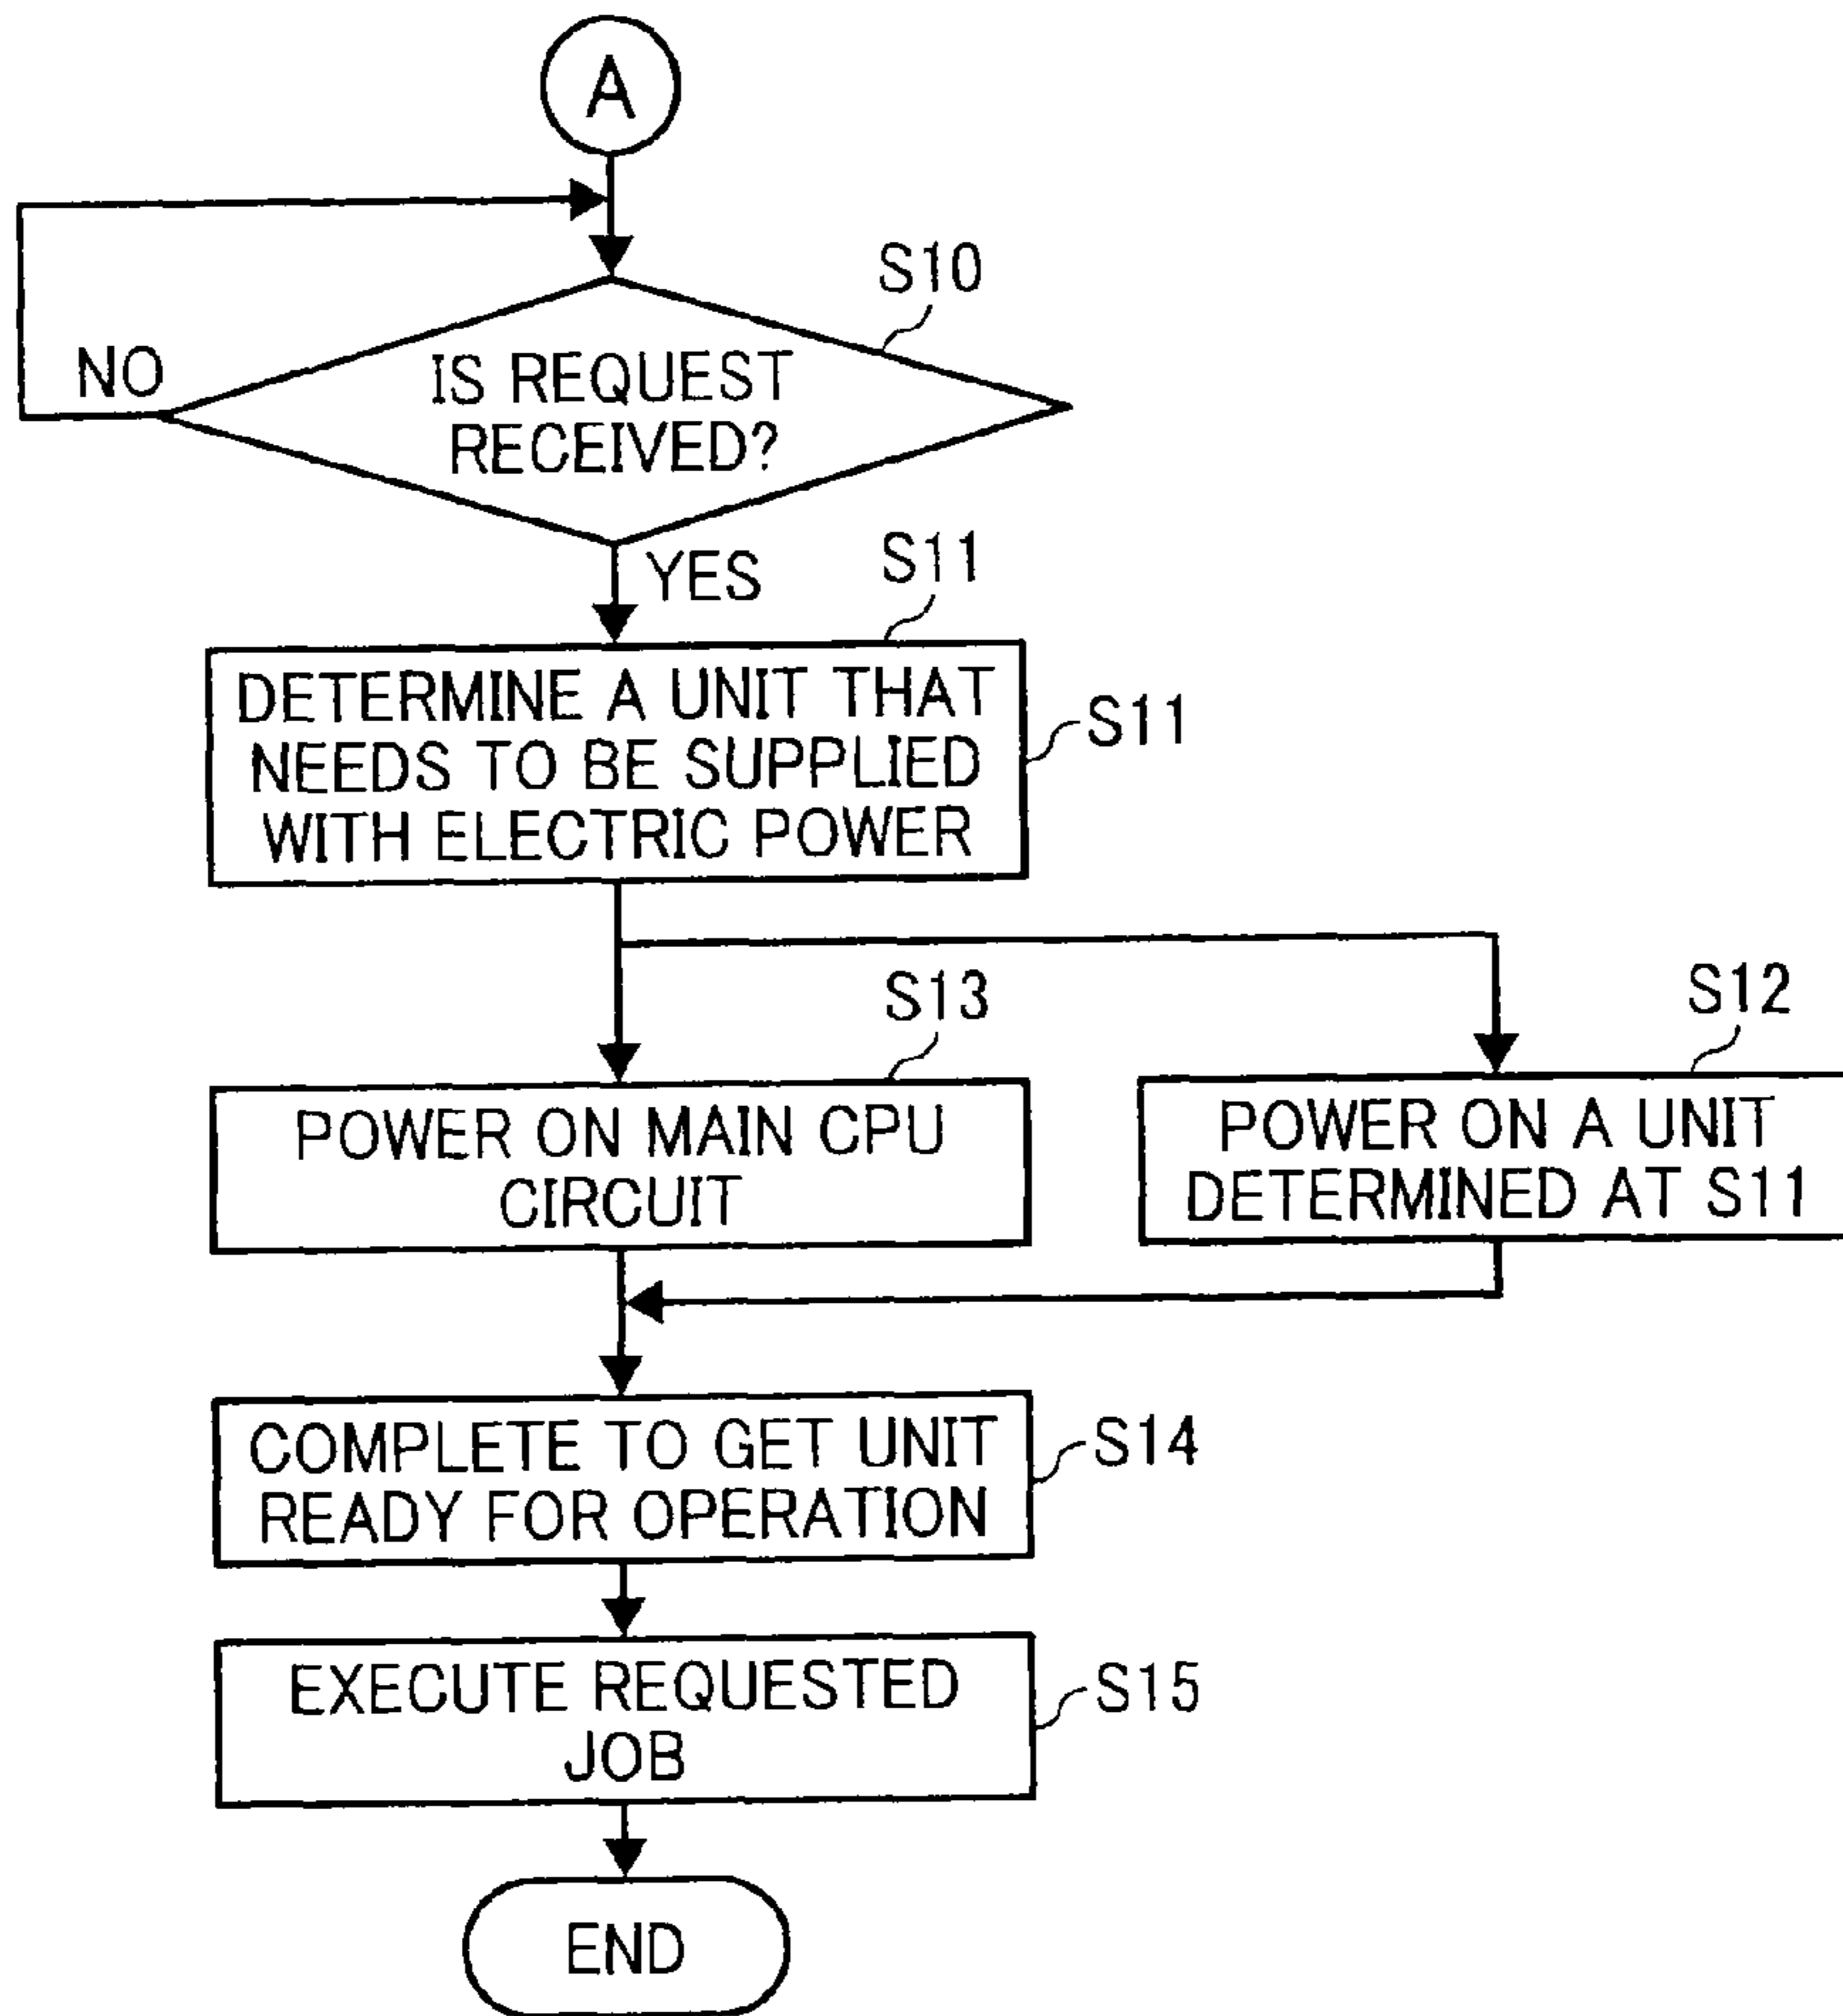 A
S10
NO
IS REQUEST
RECEIVED?
YES
S11
DETERMINE A UNIT THAT
NEEDS TO BE SUPPLIED
WITH ELECTRIC POWER
S11
S13
S12
POWER ON MAIN CPU
CIRCUIT
POWER ON A UNIT
DETERMINED AT S11
COMPLETE TO GET UNIT
READY FOR OPERATION
S14
EXECUTE REQUESTED
JOB
S15
END